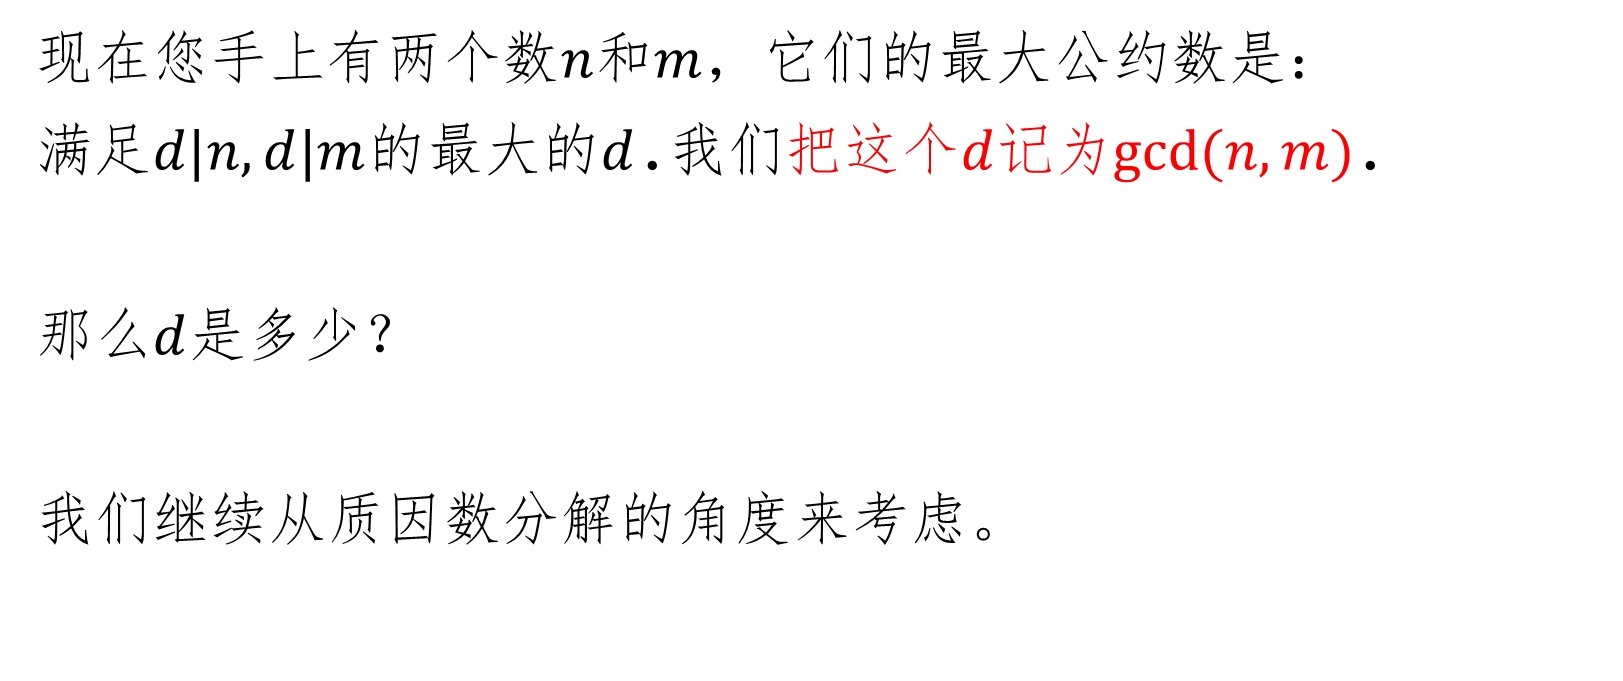 现在您手上有两个数n和m，它们的最大公约数是：
满足d|n, d|m的最大的d．我们把这个d记为gcd(n, m)．
那么d是多少？
我们继续从质因数分解的角度来考虑。